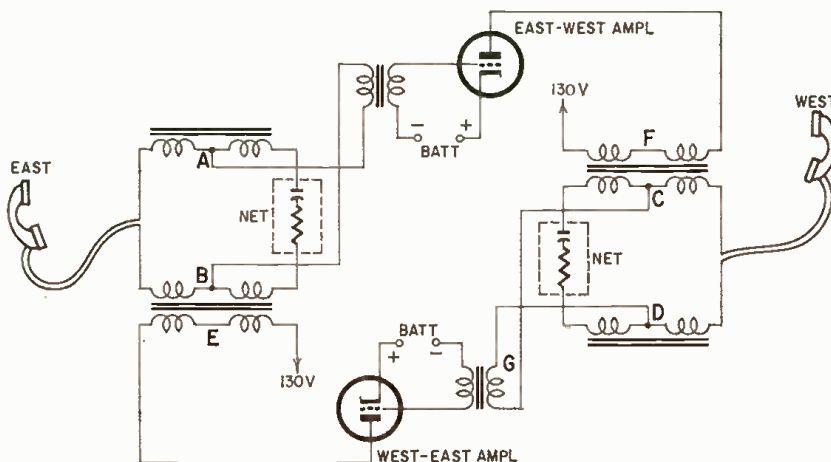 EAST-WEST AMPL
130V
WEST
F
− +
BATT
A
EAST
C
NET
NET
B
D
E
BATT
+ −
G
130V
WEST-EAST AMPL